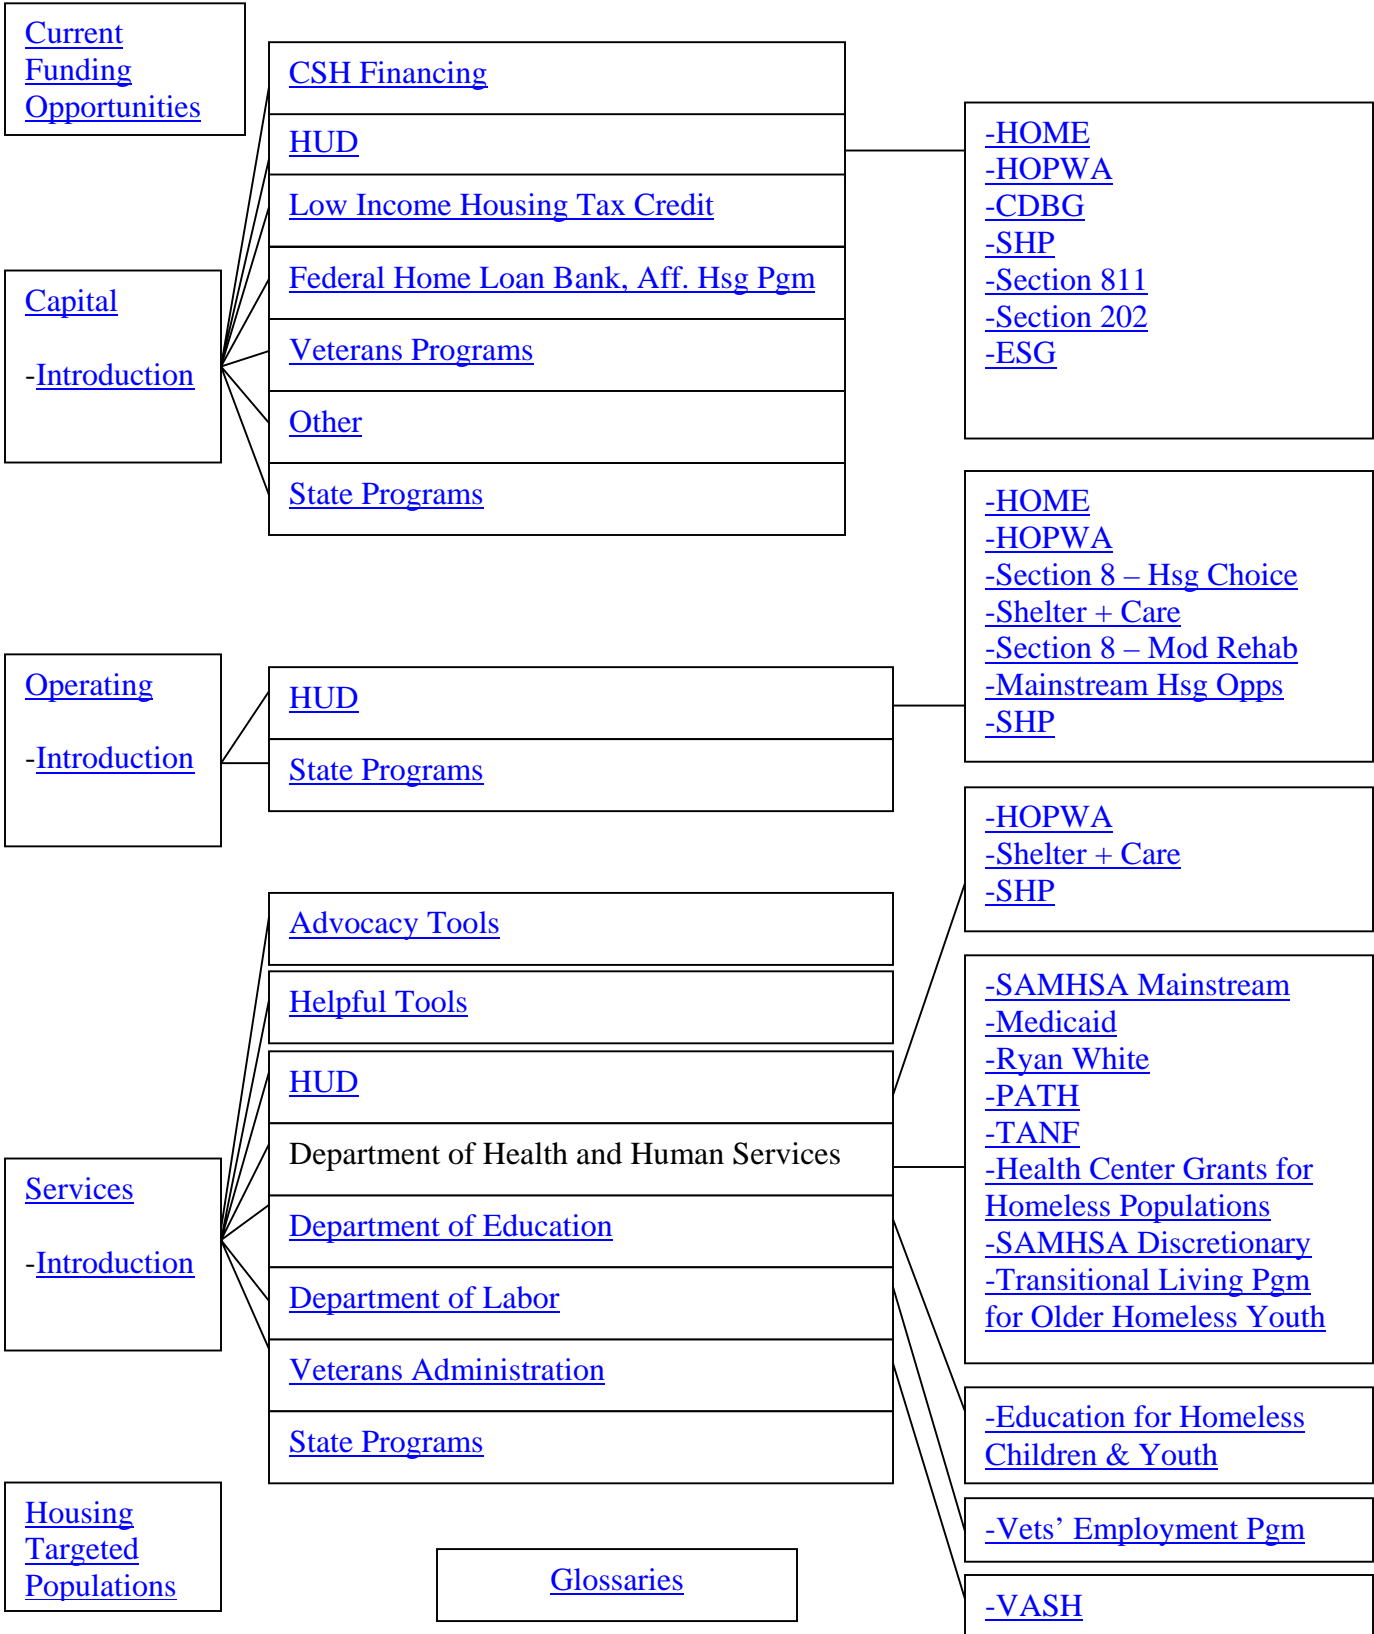 Current
Funding
Opportunities
CSH Financing
HUD
Low Income Housing Tax Credit
Federal Home Loan Bank, Aff. Hsg Pgm
Veterans Programs
Other
State Programs
Capital
-Introduction
-HOME
-HOPWA
-CDBG
-SHP
-Section 811
-Section 202
-ESG
Operating
-Introduction
HUD
State Programs
-HOME
-HOPWA
-Section 8 – Hsg Choice
-Shelter + Care
-Section 8 – Mod Rehab
-Mainstream Hsg Opps
-SHP
Services
-Introduction
Advocacy Tools
Helpful Tools
HUD
Department of Health and Human Services
Department of Education
Department of Labor
Veterans Administration
State Programs
-HOPWA
-Shelter + Care
-SHP
-SAMHSA Mainstream
-Medicaid
-Ryan White
-PATH
-TANF
-Health Center Grants for
Homeless Populations
-SAMHSA Discretionary
-Transitional Living Pgm
for Older Homeless Youth
-Education for Homeless
Children & Youth
-Vets’ Employment Pgm
-VASH
Housing
Targeted
Populations
Glossaries